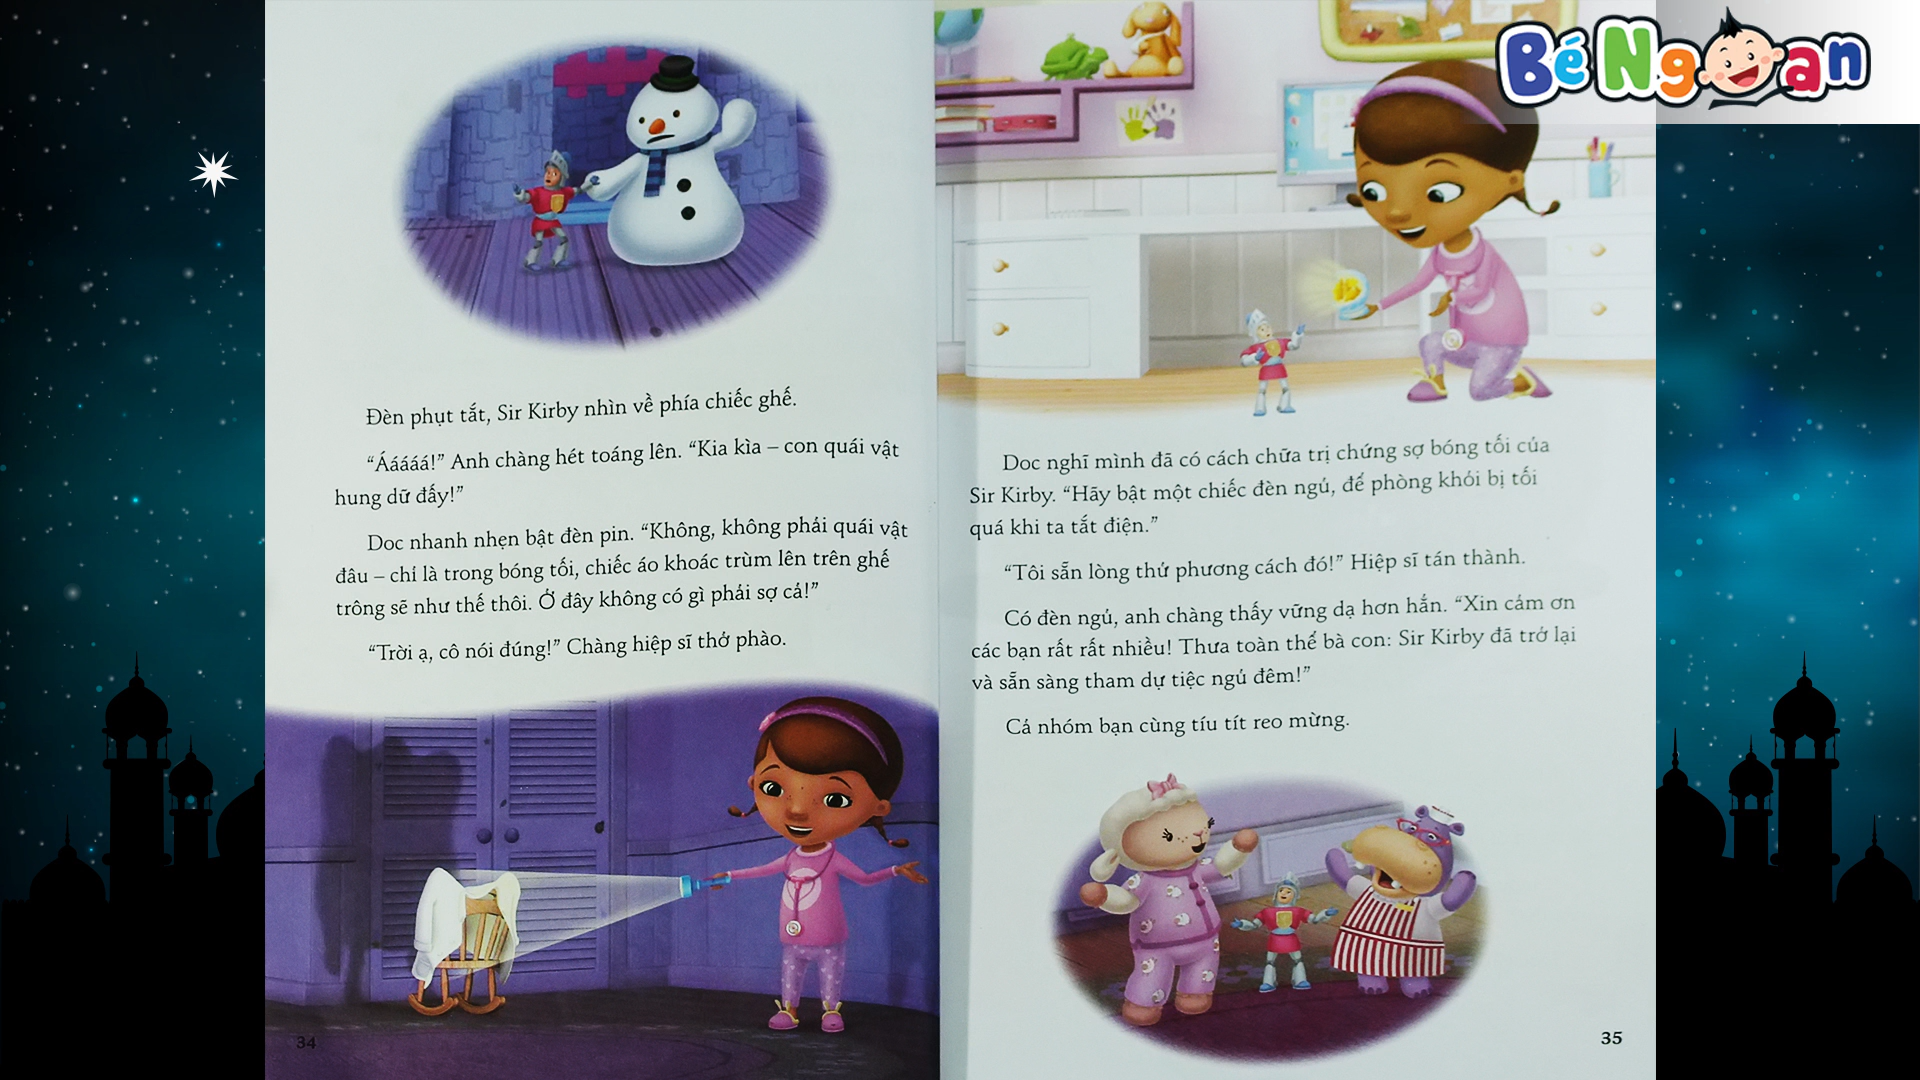 Bé Ngoan
Đèn phụt tắt, Sir Kirby nhìn về phía chiếc ghế.
“Ááááá!” Anh chàng hét toáng lên. “Kia kìa – con quái vật
hung dữ đấy!”
Doc nhanh nhẹn bật đèn pin. “Không, không phải quái vật
đâu – chỉ là trong bóng tối, chiếc áo khoác trùm lên trên ghế
trông sẽ như thế thôi. Ở đây không có gì phải sợ cả!”
“Trời ạ, cô nói đúng!” Chàng hiệp sĩ thở phào.
34
Doc nghĩ mình đã có cách chữa trị chứng sợ bóng tối của
Sir Kirby. “Hãy bật một chiếc đèn ngủ, để phòng khỏi bị tối
quá khi ta tắt điện.”
“Tôi sẵn lòng thử phương cách đó!” Hiệp sĩ tán thành.
Có đèn ngủ, anh chàng thấy vững dạ hơn hẳn. “Xin cảm ơn
các bạn rất rất nhiều! Thưa toàn thể bà con: Sir Kirby đã trở lại
và sẵn sàng tham dự tiệc ngủ đêm!”
Cả nhóm bạn cùng tíu tít reo mừng.
35